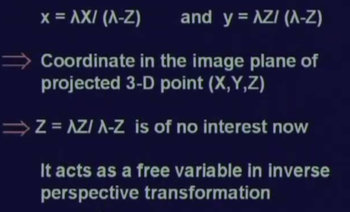 x = λX/ (λ-Z) and y = λZ/ (λ-Z)
Coordinate in the image plane of
projected 3-D point (X,Y,Z)
Z = λZ/ λ-Z is of no interest now
It acts as a free variable in inverse
perspective transformation